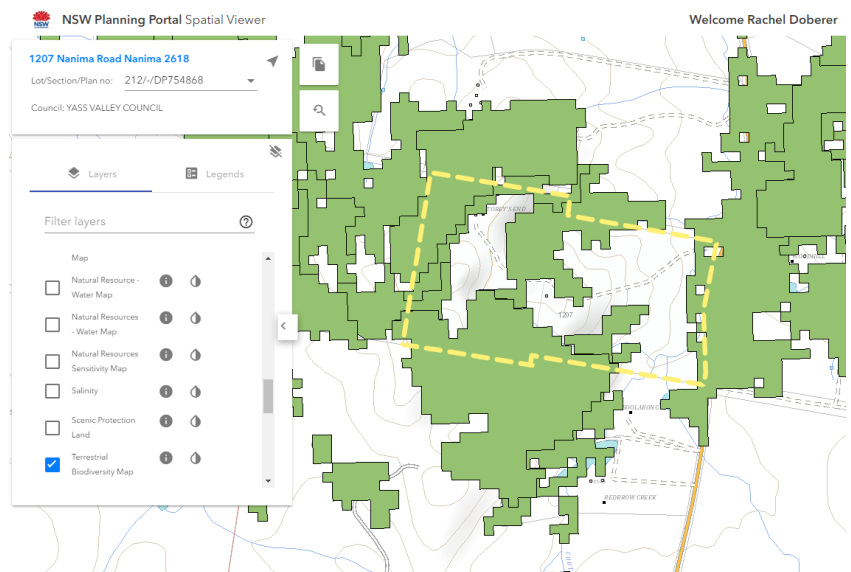 NSW
NSW Planning Portal Spatial Viewer
Welcome Rachel Doberer
1207 Nanima Road Nanima 2618
Lot/Section/Plan no: 212/-/DP754868
Council: YASS VALLEY COUNCIL
Layers
Legends
Filter layers
Map
Natural Resource -
Water Map
Natural Resources
- Water Map
Natural Resources
Sensitivity Map
Salinity
Scenic Protection
Land
Terrestrial
Biodiversity Map
1207
REDBROW CREEK